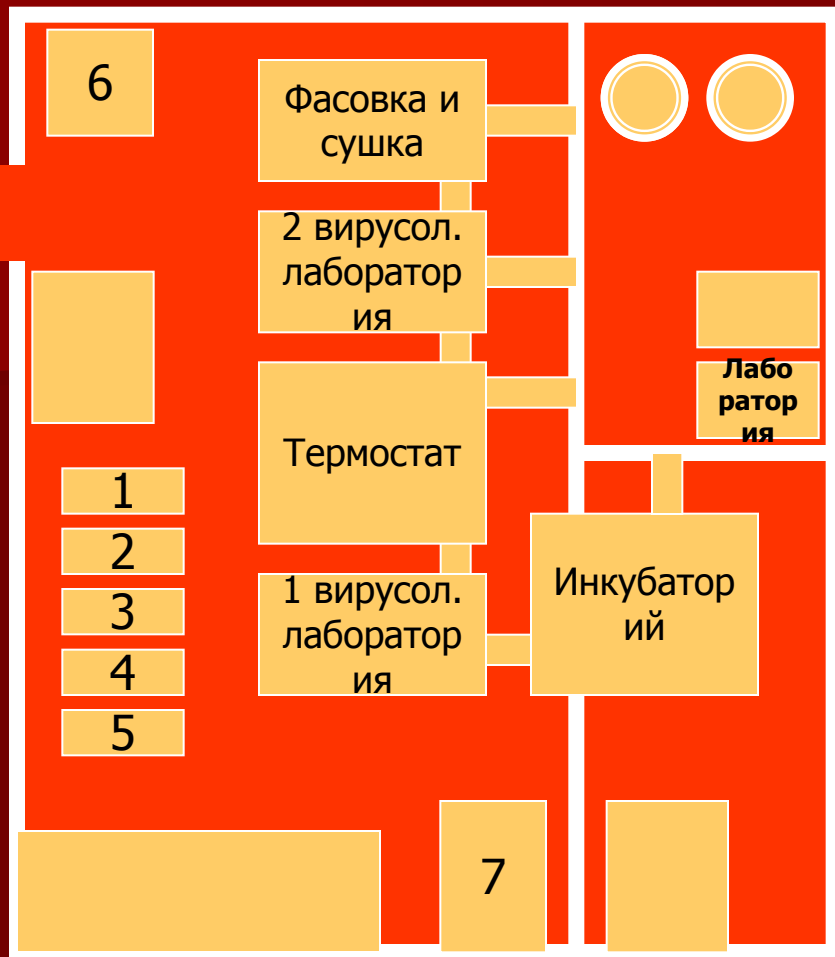 6
Фасовка и
сушка
2 вирусол.
лаборатор
ия
Лабо
ратор
ия
Термостат
1
2
3
4
5
1 вирусол.
лаборатор
ия
Инкубатор
ий
7